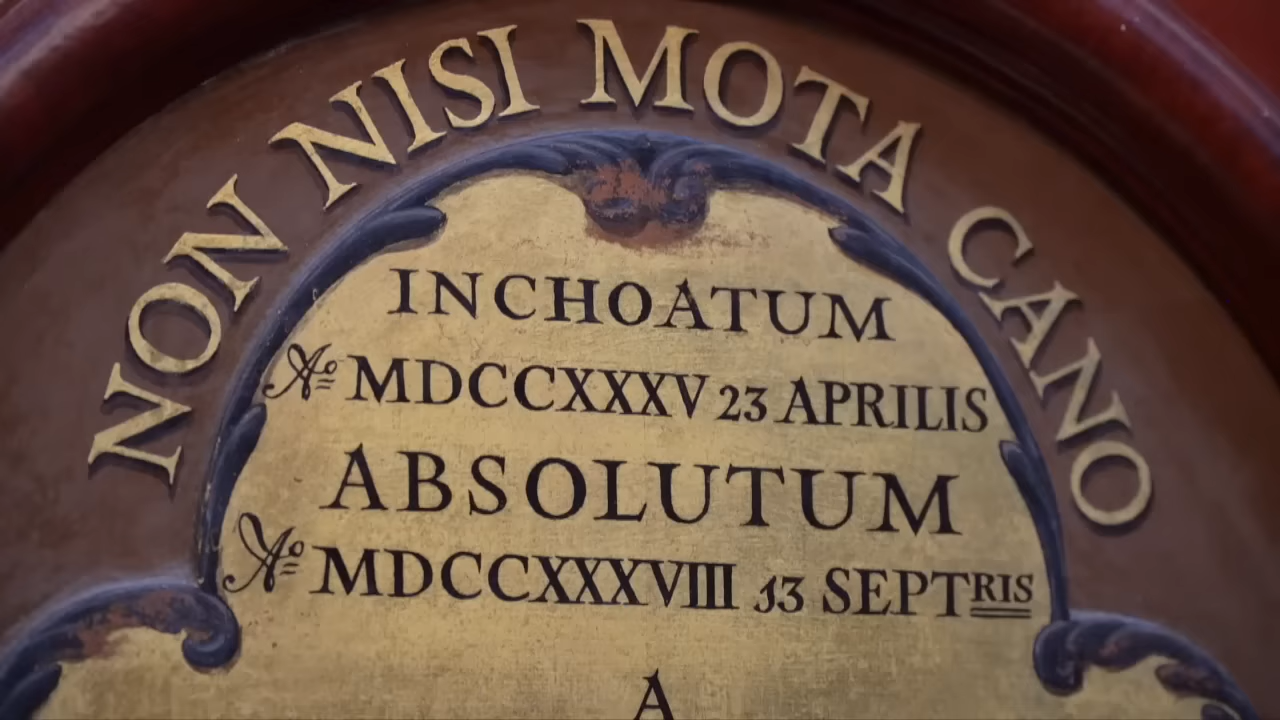 NON NISI MOTA CANO
INCHOATUM
Aº MDCCXXXV 23 APRILIS
ABSOLUTUM
Aº MDCCXXXVIII 13 SEPTRIS
A